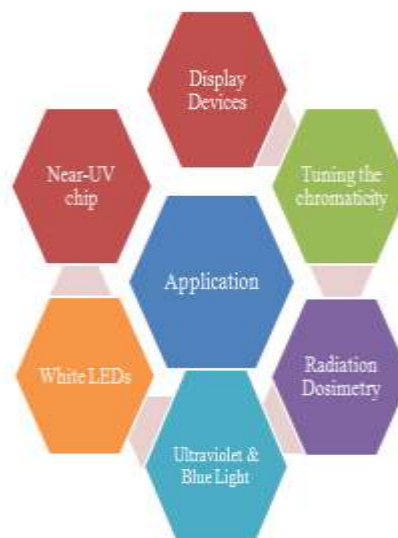 Display
Devices
Near-UV
chip
Tuning the
chromaticity
Application
White LEDs
Radiation
Dosimetry
Ultraviolet &
Blue Light